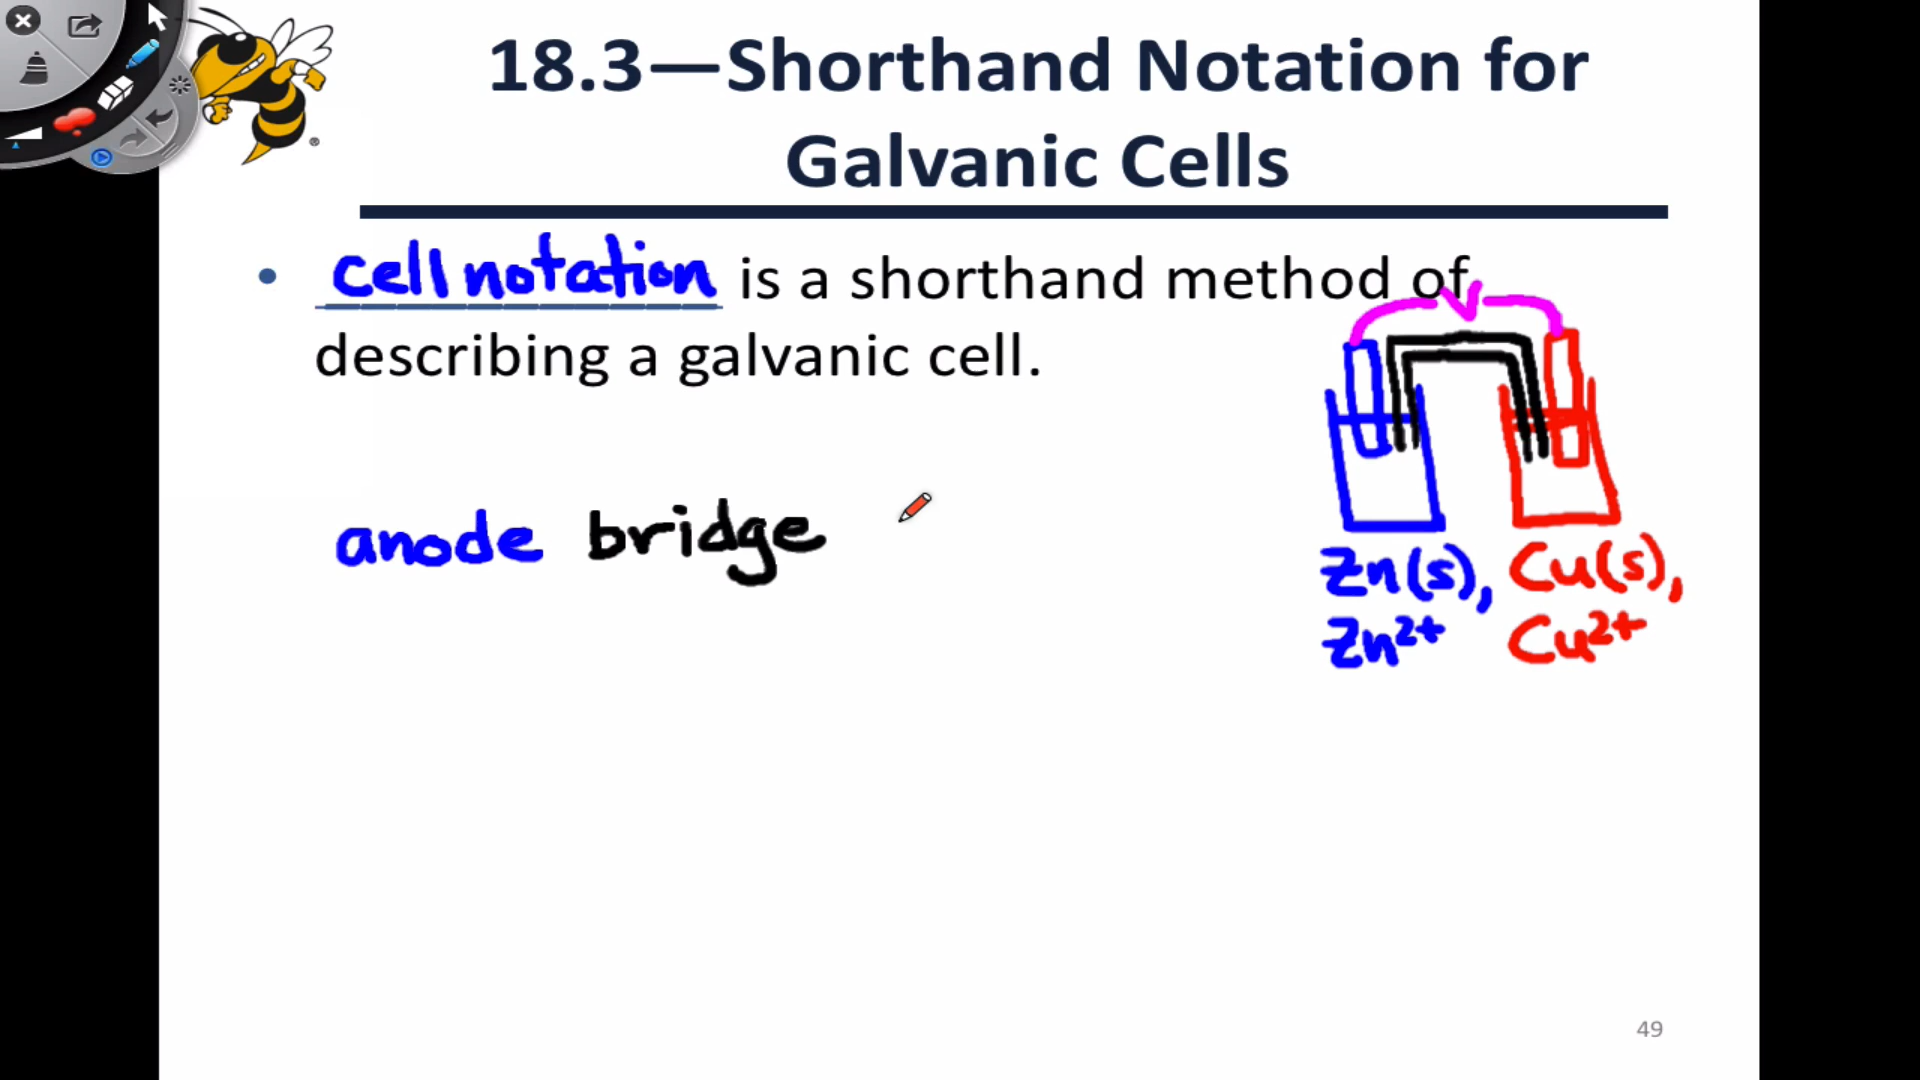 18.3—Shorthand Notation for
Galvanic Cells
• cell notation is a shorthand method of
describing a galvanic cell.
V
anode bridge
Zn(s), Cu(s),
Zn²⁺ Cu²⁺
49
®